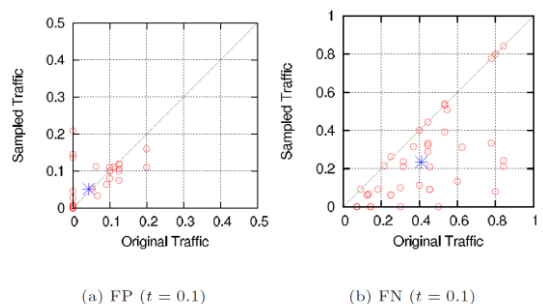 0.5
0.4
0.3
0.2
0.1
0
0 0.1 0.2 0.3 0.4 0.5
Sampled Traffic
Original Traffic
(a) FP (t = 0.1)
1
0.8
0.6
0.4
0.2
0
0 0.2 0.4 0.6 0.8 1
Sampled Traffic
Original Traffic
(b) FN (t = 0.1)